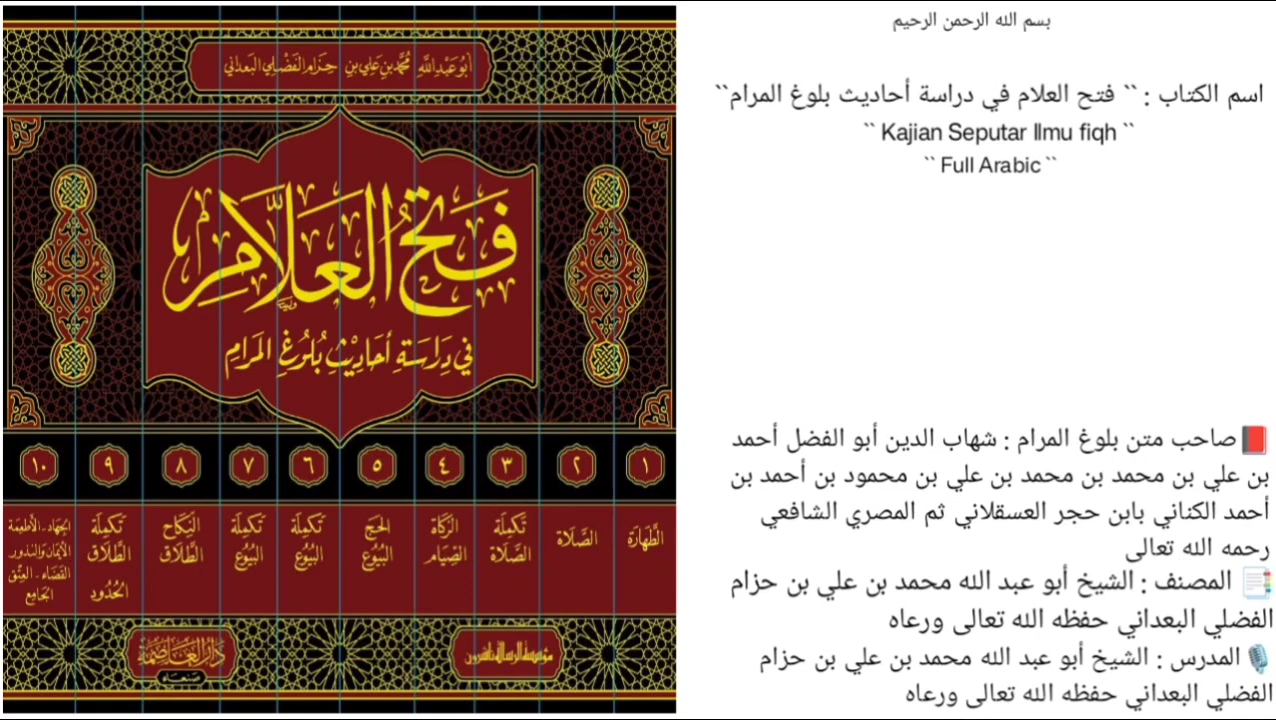 أبو عبد الله محمد بن علي بن حزام الفضلي البعداني
فتح العلام
في دراسة أحاديث بلوغ المرام
١ ٢ ٣ ٤ ٥ ٦ ٧ ٨ ٩ ١٠
الطهارة
الصلاة
تكملة
الصلاة
الزكاة
الصيام
الحج
البيوع
تكملة
البيوع
تكملة
البيوع
النكاح
الطلاق
تكملة
الطلاق
الحدود
الجهاد - الأطعمة
الأيمان والنذور
القضاء - العتق
الجامع
مؤسسة الرسالة ناشرون
دار العاصمة
صنعاء
بسم الله الرحمن الرحيم
اسم الكتاب : `` فتح العلام في دراسة أحاديث بلوغ المرام``
`` Kajian Seputar Ilmu fiqh ``
`` Full Arabic ``
📕صاحب متن بلوغ المرام : شهاب الدين أبو الفضل أحمد
بن علي بن محمد بن محمد بن علي بن محمود بن أحمد بن
أحمد الكناني بابن حجر العسقلاني ثم المصري الشافعي
رحمه الله تعالى
📑 المصنف : الشيخ أبو عبد الله محمد بن علي بن حزام
الفضلي البعداني حفظه الله تعالى ورعاه
🎙️المدرس : الشيخ أبو عبد الله محمد بن علي بن حزام
الفضلي البعداني حفظه الله تعالى ورعاه